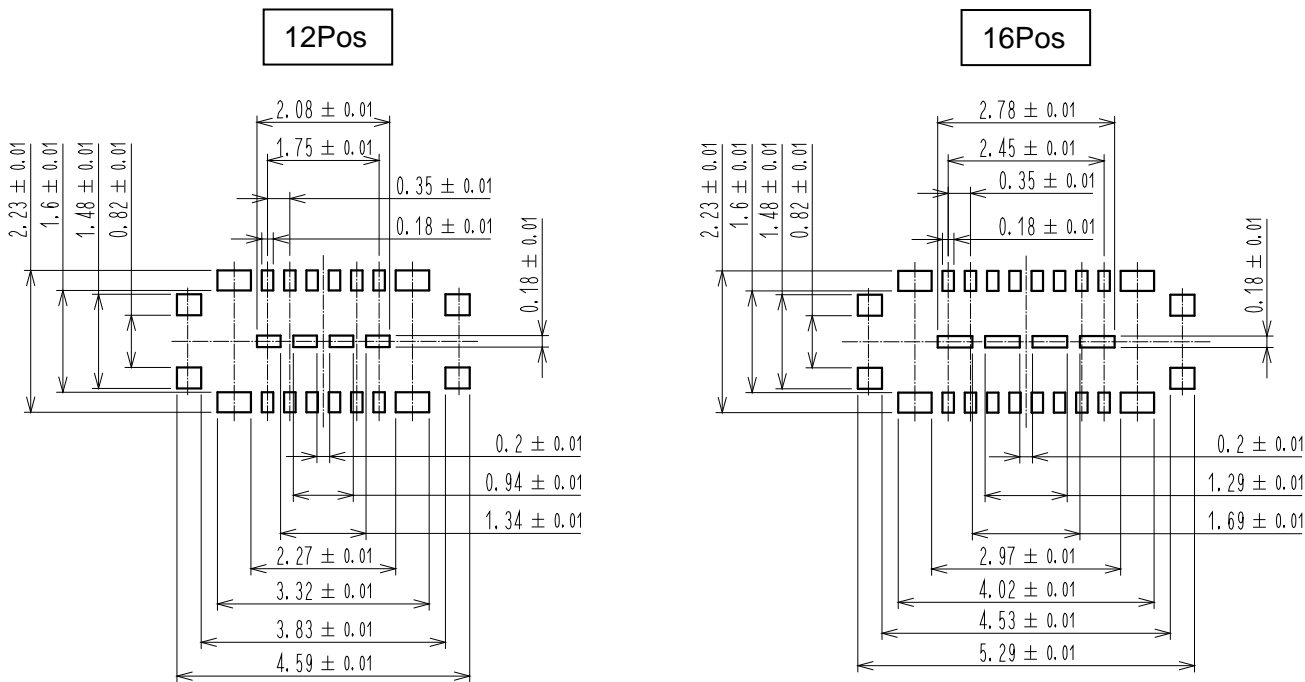 12Pos
2.08 ± 0.01
1.75 ± 0.01
0.35 ± 0.01
0.18 ± 0.01
2.23 ± 0.01
1.6 ± 0.01
1.48 ± 0.01
0.82 ± 0.01
0.18 ± 0.01
0.2 ± 0.01
0.94 ± 0.01
1.34 ± 0.01
2.27 ± 0.01
3.32 ± 0.01
3.83 ± 0.01
4.59 ± 0.01
16Pos
2.78 ± 0.01
2.45 ± 0.01
0.35 ± 0.01
0.18 ± 0.01
2.23 ± 0.01
1.6 ± 0.01
1.48 ± 0.01
0.82 ± 0.01
0.18 ± 0.01
0.2 ± 0.01
1.29 ± 0.01
1.69 ± 0.01
2.97 ± 0.01
4.02 ± 0.01
4.53 ± 0.01
5.29 ± 0.01